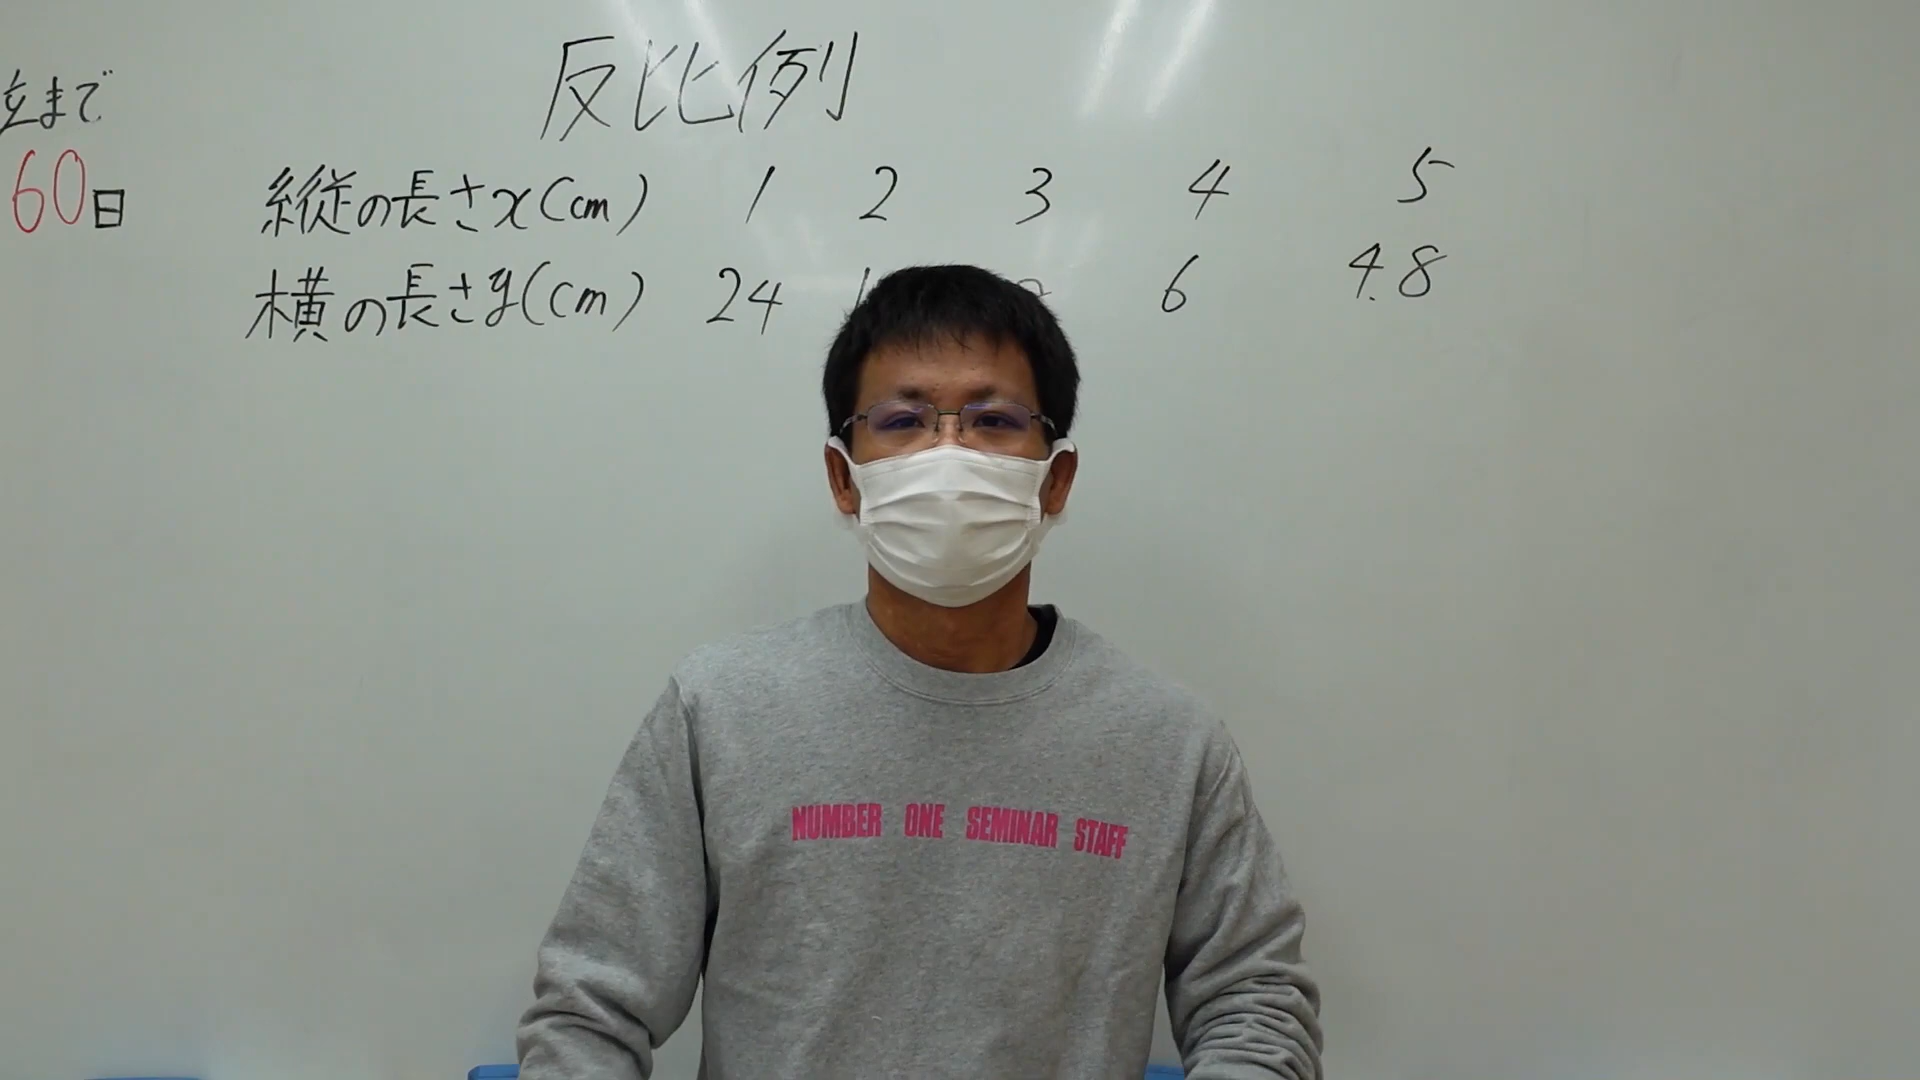 反比例
まで
60日
縦の長さx(cm) 1 2 3 4 5
横の長さy(cm) 24 6 4.8
NUMBER ONE SEMINAR STAFF